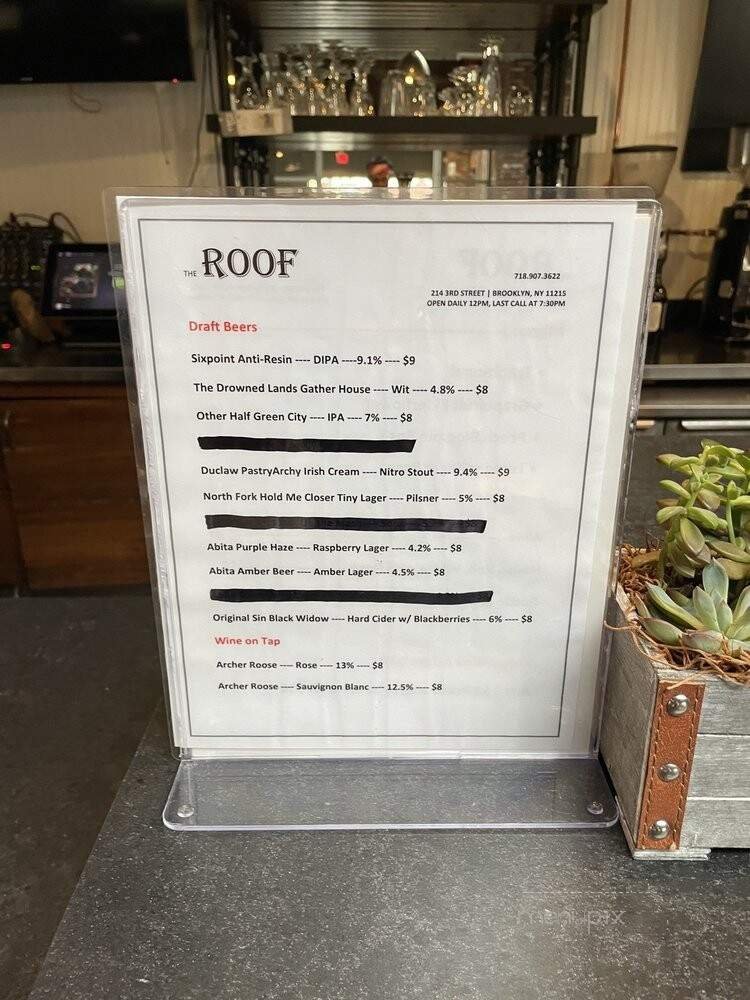 THE ROOF
718.907.3622
214 3RD STREET | BROOKLYN, NY 11215
OPEN DAILY 12PM, LAST CALL AT 7:30PM
Draft Beers
Sixpoint Anti-Resin ---- DIPA ----9.1% ---- $9
The Drowned Lands Gather House ---- Wit ---- 4.8% ---- $8
Other Half Green City ---- IPA ---- 7% ---- $8
Duclaw PastryArchy Irish Cream ---- Nitro Stout ---- 9.4% ---- $9
North Fork Hold Me Closer Tiny Lager ---- Pilsner ---- 5% ---- $8
Abita Purple Haze ---- Raspberry Lager ---- 4.2% ---- $8
Abita Amber Beer ---- Amber Lager ---- 4.5% ---- $8
Original Sin Black Widow ---- Hard Cider w/ Blackberries ---- 6% ---- $8
Wine on Tap
Archer Roose ---- Rose ---- 13% ---- $8
Archer Roose ---- Sauvignon Blanc ---- 12.5% ---- $8